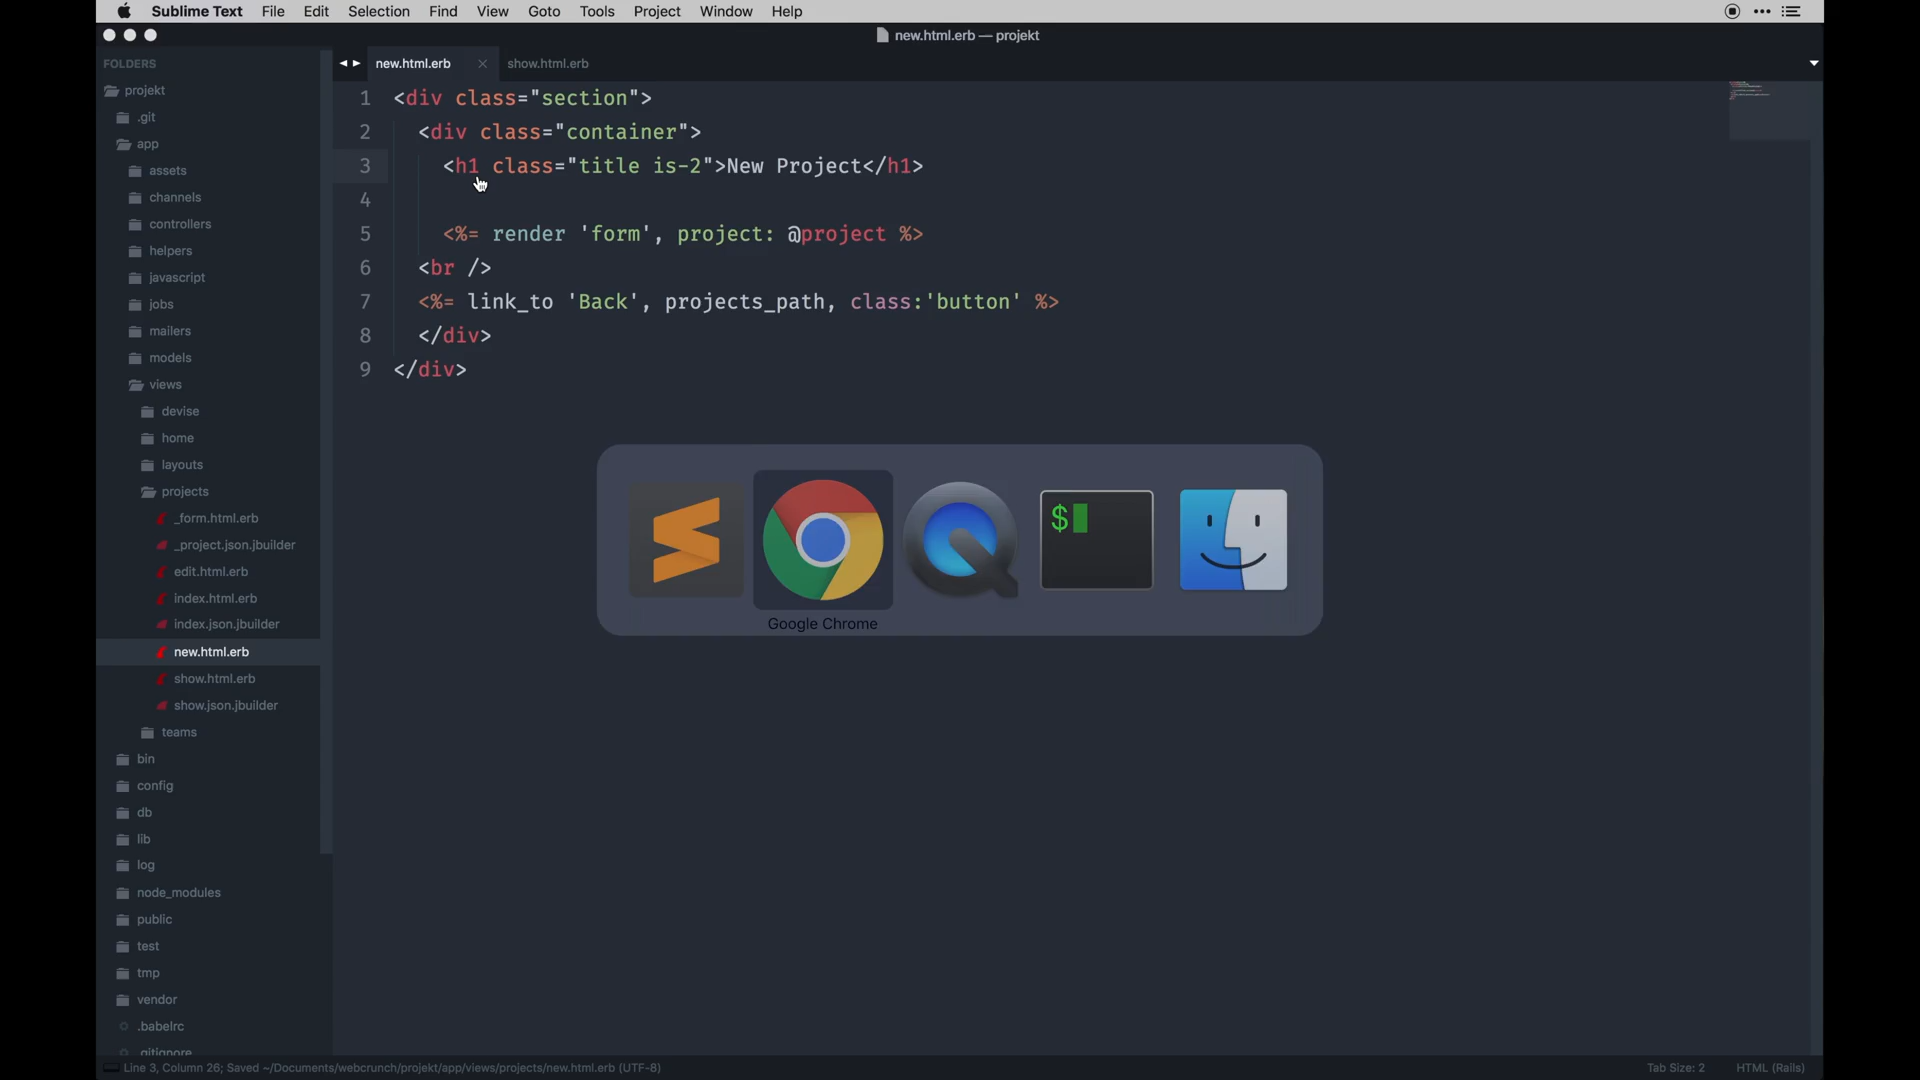 Sublime Text File Edit Selection Find View Goto Tools Project Window Help
new.html.erb — projekt
FOLDERS
new.html.erb show.html.erb
projekt
.git
app
assets
channels
controllers
helpers
javascript
jobs
mailers
models
views
devise
home
layouts
projects
_form.html.erb
_project.json.jbuilder
edit.html.erb
index.html.erb
index.json.jbuilder
new.html.erb
show.html.erb
show.json.jbuilder
teams
bin
config
db
lib
log
node_modules
public
test
tmp
vendor
.babelrc
.gitignore
1 <div class="section">
2 <div class="container">
3 <h1 class="title is-2">New Project</h1>
4
5 <%= render 'form', project: @project %>
6 <br />
7 <%= link_to 'Back', projects_path, class:'button' %>
8 </div>
9 </div>
$
Google Chrome
Line 3, Column 26; Saved ~/Documents/webcrunch/projekt/app/views/projects/new.html.erb (UTF-8) Tab Size: 2 HTML (Rails)